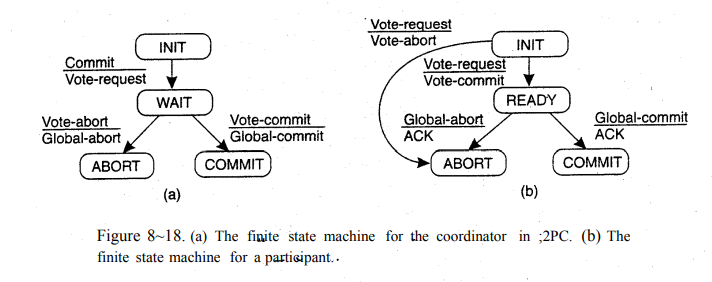 INIT
Commit
Vote-request
WAIT
Vote-abort
Global-abort
Vote-commit
Global-commit
ABORT
COMMIT
(a)
Vote-request
Vote-abort
INIT
Vote-request
Vote-commit
READY
Global-abort
ACK
Global-commit
ACK
ABORT
COMMIT
(b)
Figure 8~18. (a) The finite state machine for the coordinator in ;2PC. (b) The
finite state machine for a participant..